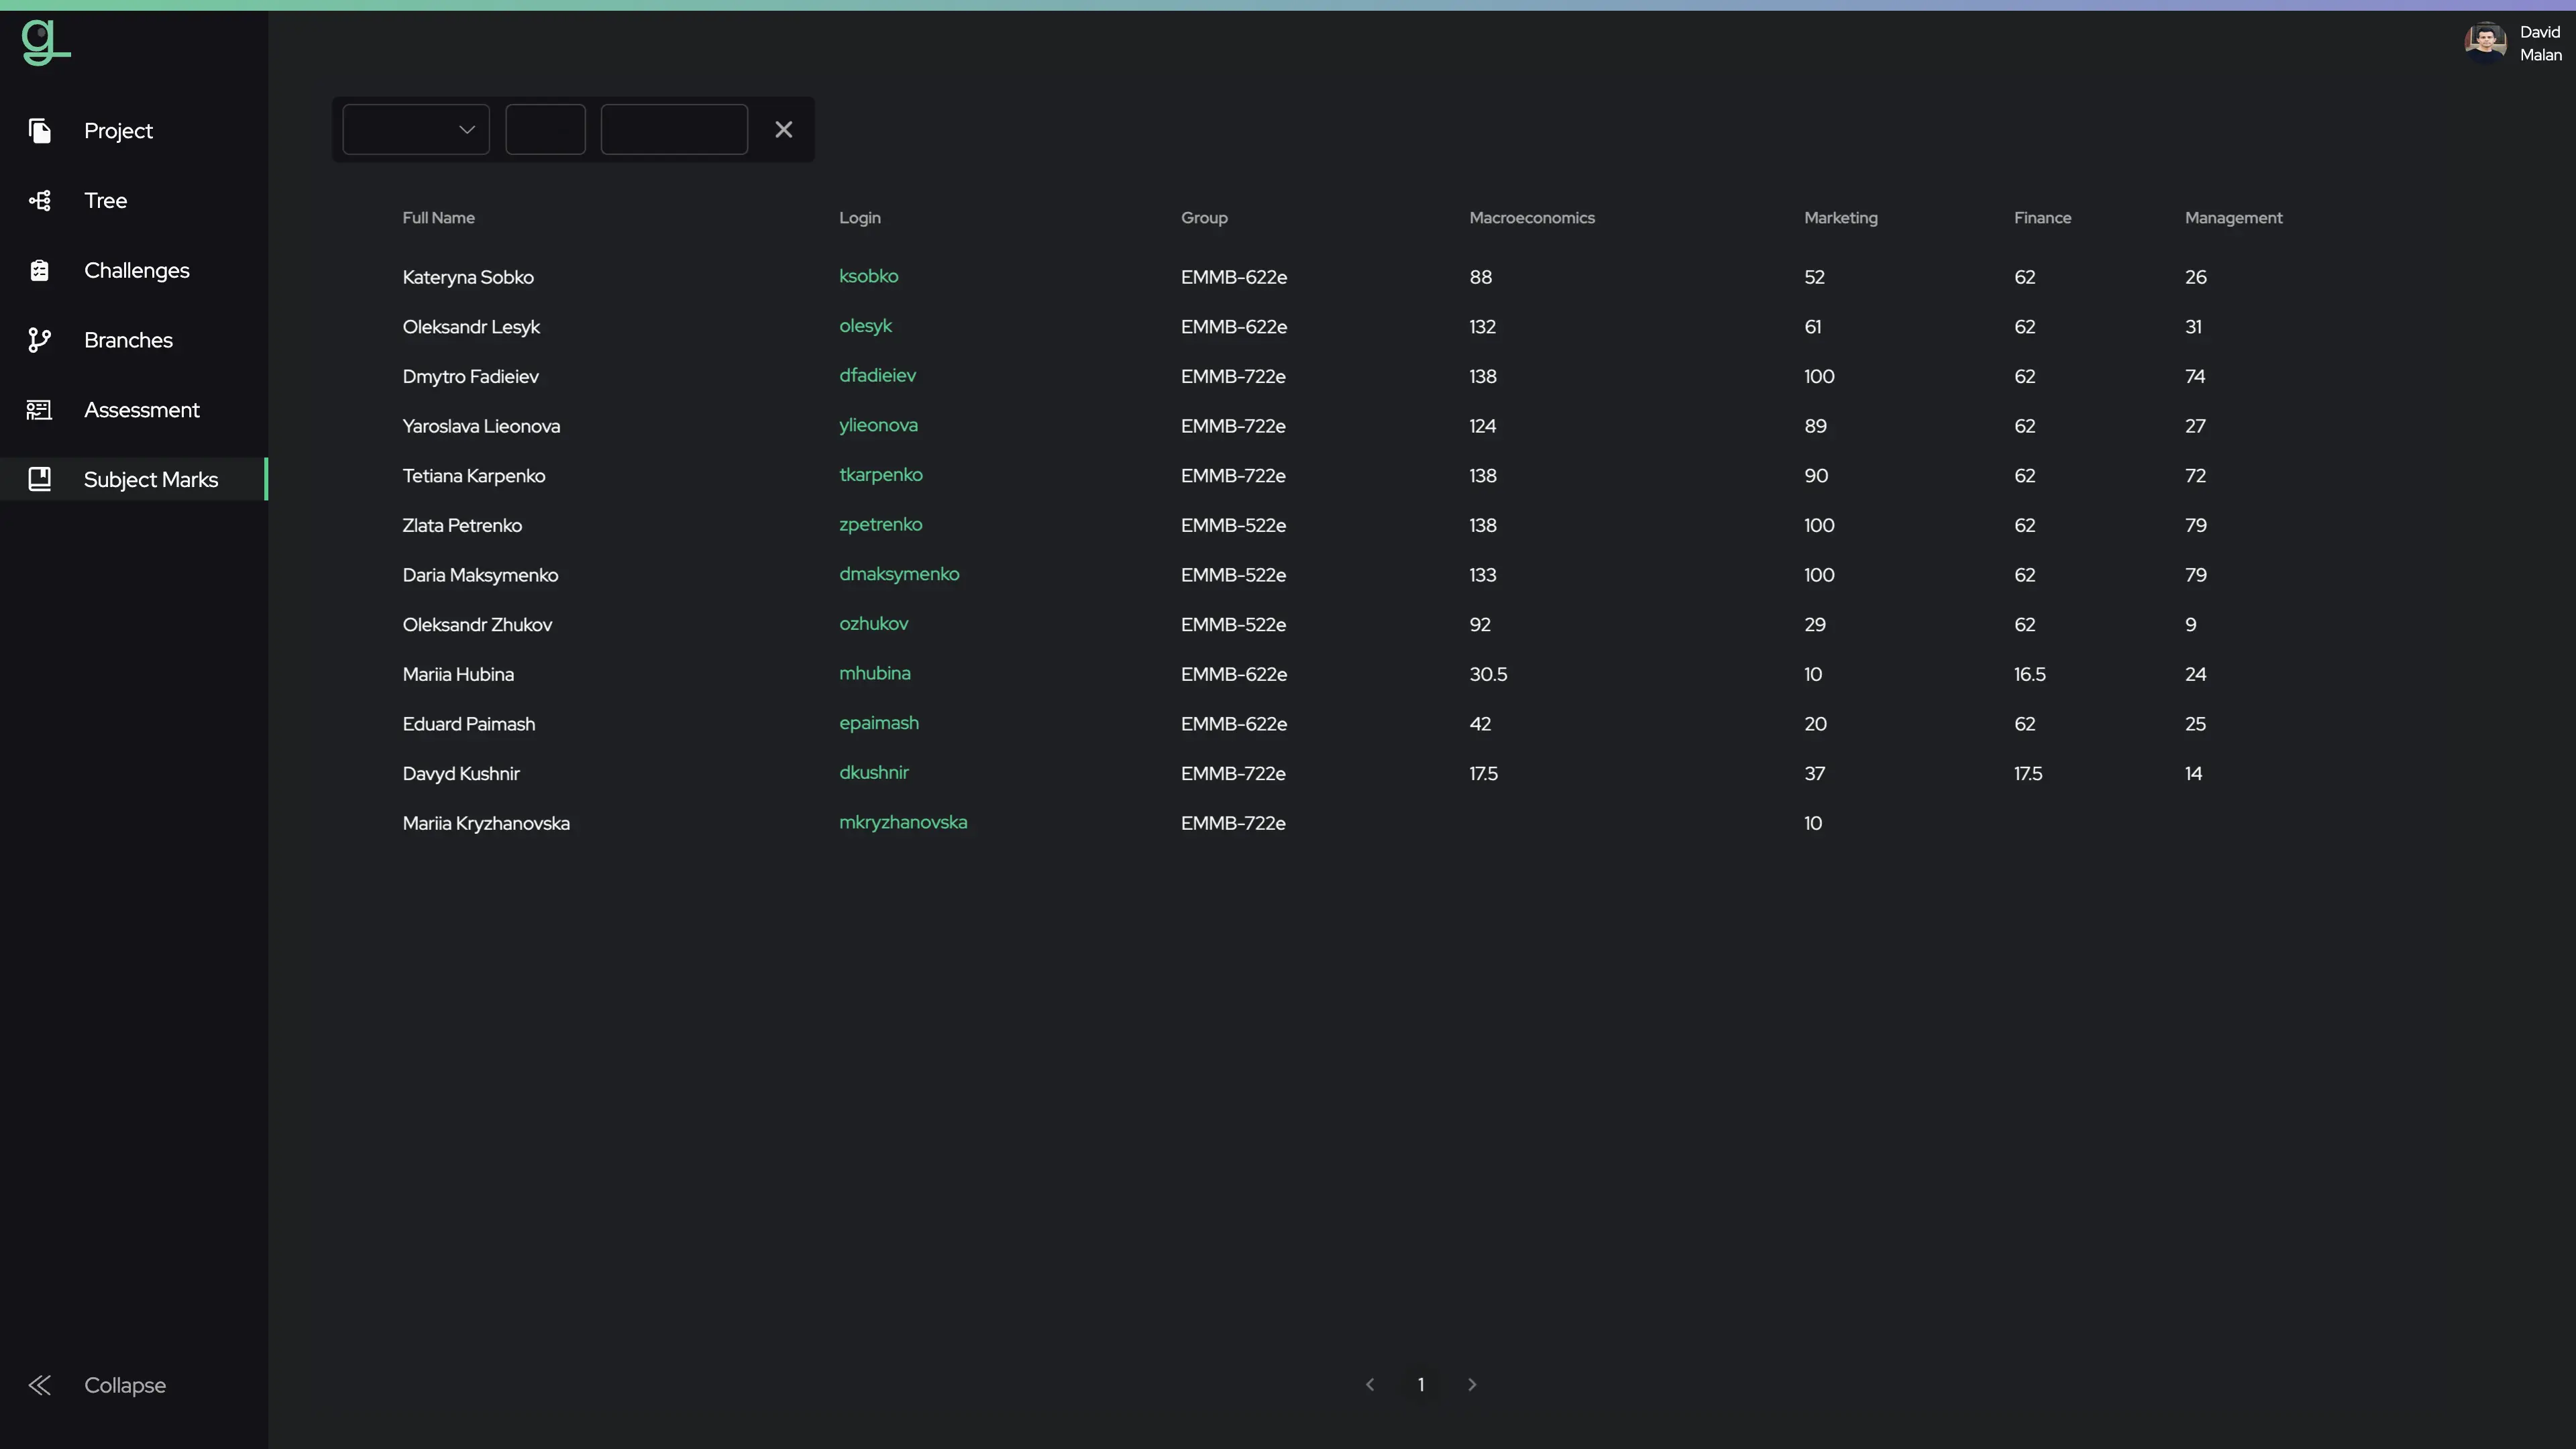 David
Malan
Project
Tree
Challenges
Branches
Assessment
Subject Marks
Full Name Login Group Macroeconomics Marketing Finance Management
Kateryna Sobko ksobko EMMB-622e 88 52 62 26
Oleksandr Lesyk olesyk EMMB-622e 132 61 62 31
Dmytro Fadieiev dfadieiev EMMB-722e 138 100 62 74
Yaroslava Lieonova ylieonova EMMB-722e 124 89 62 27
Tetiana Karpenko tkarpenko EMMB-722e 138 90 62 72
Zlata Petrenko zpetrenko EMMB-522e 138 100 62 79
Daria Maksymenko dmaksymenko EMMB-522e 133 100 62 79
Oleksandr Zhukov ozhukov EMMB-522e 92 29 62 9
Mariia Hubina mhubina EMMB-622e 30.5 10 16.5 24
Eduard Paimash epaimash EMMB-622e 42 20 62 25
Davyd Kushnir dkushnir EMMB-722e 17.5 37 17.5 14
Mariia Kryzhanovska mkryzhanovska EMMB-722e 10
Collapse
1